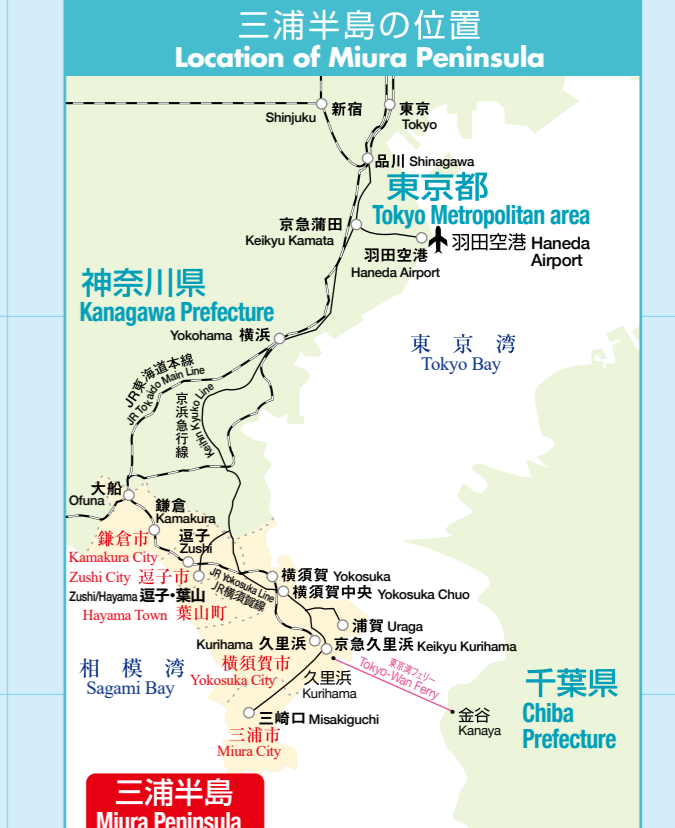 三浦半島の位置
Location of Miura Peninsula
新宿
Shinjuku
東京
Tokyo
品川 Shinagawa
東京都
Tokyo Metropolitan area
京急蒲田
Keikyu Kamata
羽田空港
Haneda Airport
羽田空港 Haneda
Airport
神奈川県
Kanagawa Prefecture
Yokohama 横浜
東京湾
Tokyo Bay
JR東海道本線
JR Tokaido Main Line
京浜急行線
Keihin Kyuko Line
大船
Ofuna
鎌倉
Kamakura
鎌倉市
Kamakura City
逗子
Zushi
Zushi City 逗子市
Zushi/Hayama 逗子・葉山
Hayama Town 葉山町
JR Yokosuka Line
JR横須賀線
横須賀 Yokosuka
横須賀中央 Yokosuka Chuo
浦賀 Uraga
Kurihama 久里浜
京急久里浜 Keikyu Kurihama
横須賀市
Yokosuka City
久里浜
Kurihama
東京湾フェリー
Tokyo-Wan Ferry
金谷
Kanaya
相模湾
Sagami Bay
千葉県
Chiba
Prefecture
三崎口 Misakiguchi
三浦市
Miura City
三浦半島
Miura Peninsula